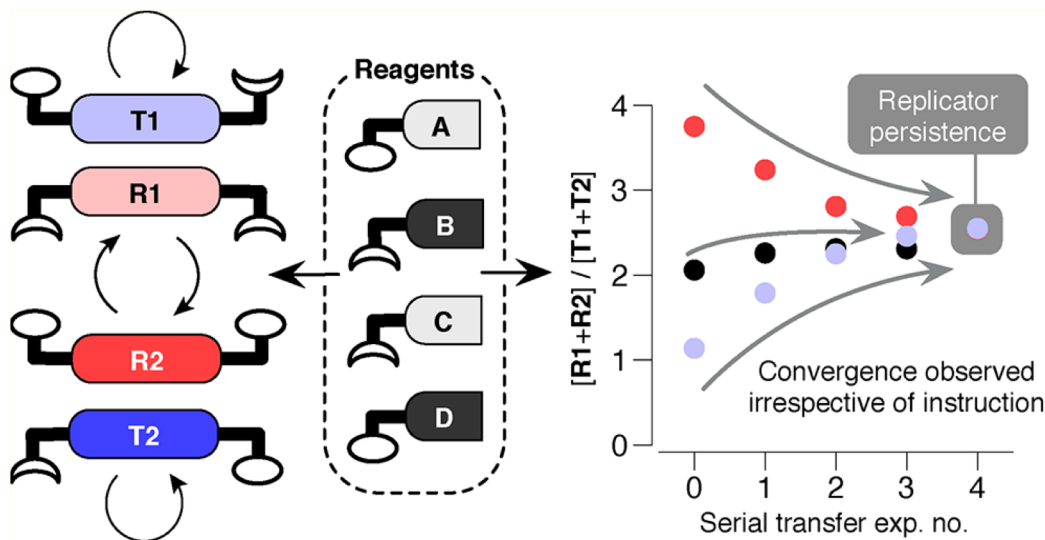 T1
R1
R2
T2
Reagents
A
B
C
D
[R1+R2] / [T1+T2]
4
3
2
1
0
Replicator
persistence
Convergence observed
irrespective of instruction
0 1 2 3 4
Serial transfer exp. no.